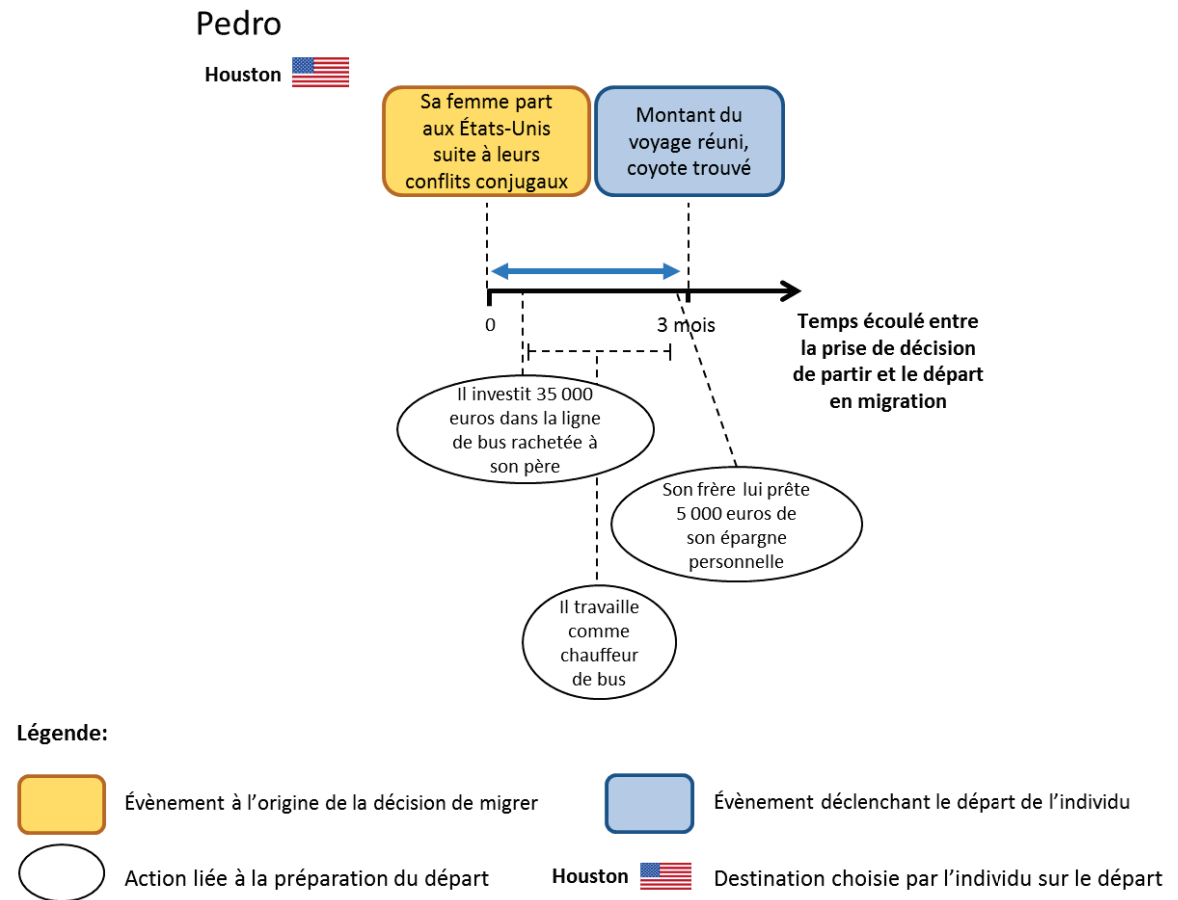 Pedro
Houston
Sa femme part
aux États-Unis
suite à leurs
conflits conjugaux
Montant du
voyage réuni,
coyote trouvé
0
3 mois
Temps écoulé entre
la prise de décision
de partir et le départ
en migration
Il investit 35 000
euros dans la ligne
de bus rachetée à
son père
Son frère lui prête
5 000 euros de
son épargne
personnelle
Il travaille
comme
chauffeur
de bus
Légende:
Évènement à l'origine de la décision de migrer
Évènement déclenchant le départ de l'individu
Action liée à la préparation du départ
Houston
Destination choisie par l'individu sur le départ